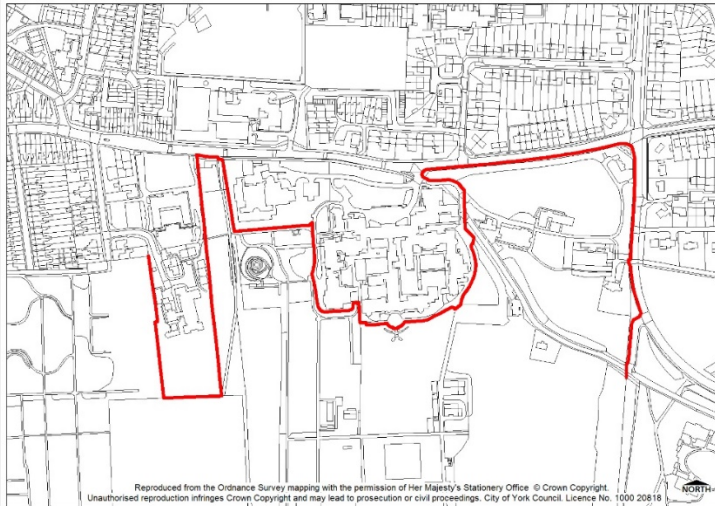 Reproduced from the Ordnance Survey mapping with the permission of Her Majesty's Stationery Office © Crown Copyright.
Unauthorised reproduction infringes Crown Copyright and may lead to prosecution or civil proceedings. City of York Council. Licence No. 1000 20818
NORTH